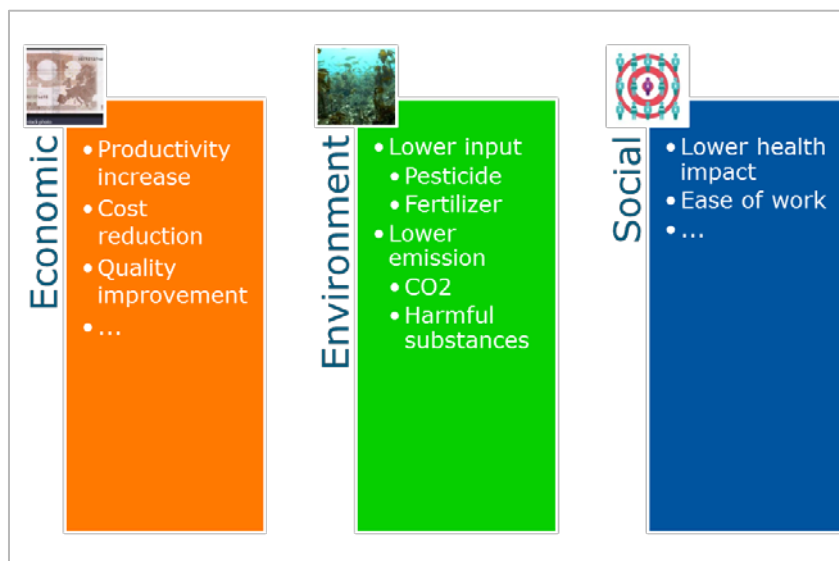 Economic
• Productivity
increase
• Cost
reduction
• Quality
improvement
• ...
Environment
• Lower input
• Pesticide
• Fertilizer
• Lower
emission
• CO2
• Harmful
substances
Social
• Lower health
impact
• Ease of work
• ...